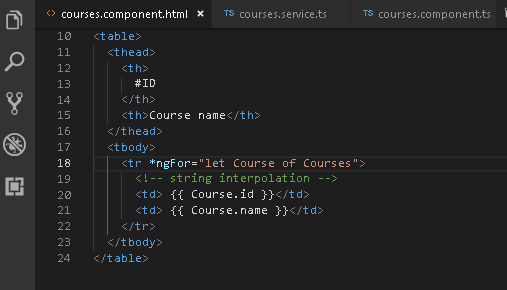 <> courses.component.html × TS courses.service.ts TS courses.component.ts
10 <table>
11 <thead>
12 <th>
13 #ID
14 </th>
15 <th>Course name</th>
16 </thead>
17 <tbody>
18 <tr *ngFor="let Course of Courses">
19 <!-- string interpolation -->
20 <td> {{ Course.id }}</td>
21 <td> {{ Course.name }}</td>
22 </tr>
23 </tbody>
24 </table>